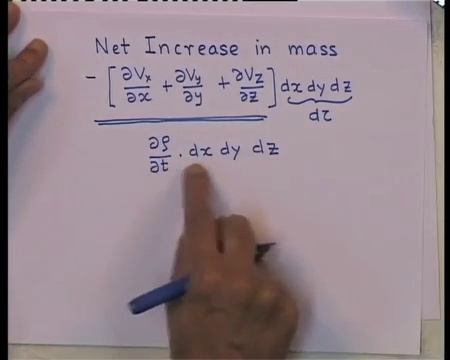 Net Increase in mass
- [ ∂Vx/∂x + ∂Vy/∂y + ∂Vz/∂z ] dx dy dz
dτ
∂ρ/∂t . dx dy dz